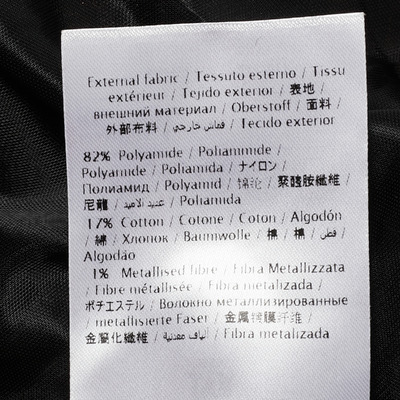 External fabric / Tessuto esterno / Tissu
extérieur / Tejido exterior / 表地 /
внешний материал / Oberstoff / 面料 /
外部布料 / قماش خارجي / Tecido exterior
82% Polyamide / Poliammide /
Polyamide / Poliamida / ナイロン /
Полиамид / Polyamid / 锦沦 / 聚醯胺纖維 /
尼龍 / عديد الاميد / Poliamida
17% Cotton / Cotone / Coton / Algodón
/ 綿 / Хлопок / Baumwolle / 棉 / 棉 / قطن /
Algodão
1% Metallised fibre / Fibra Metallizzata
/ Fibre métallisée / Fibra metalizada /
ポチエステル / Волокно металлизированные
/ metallisierte Faser / 金属镀膜纤维 /
金屬化纖維 / ألياف معدنية / Fibra metalizada